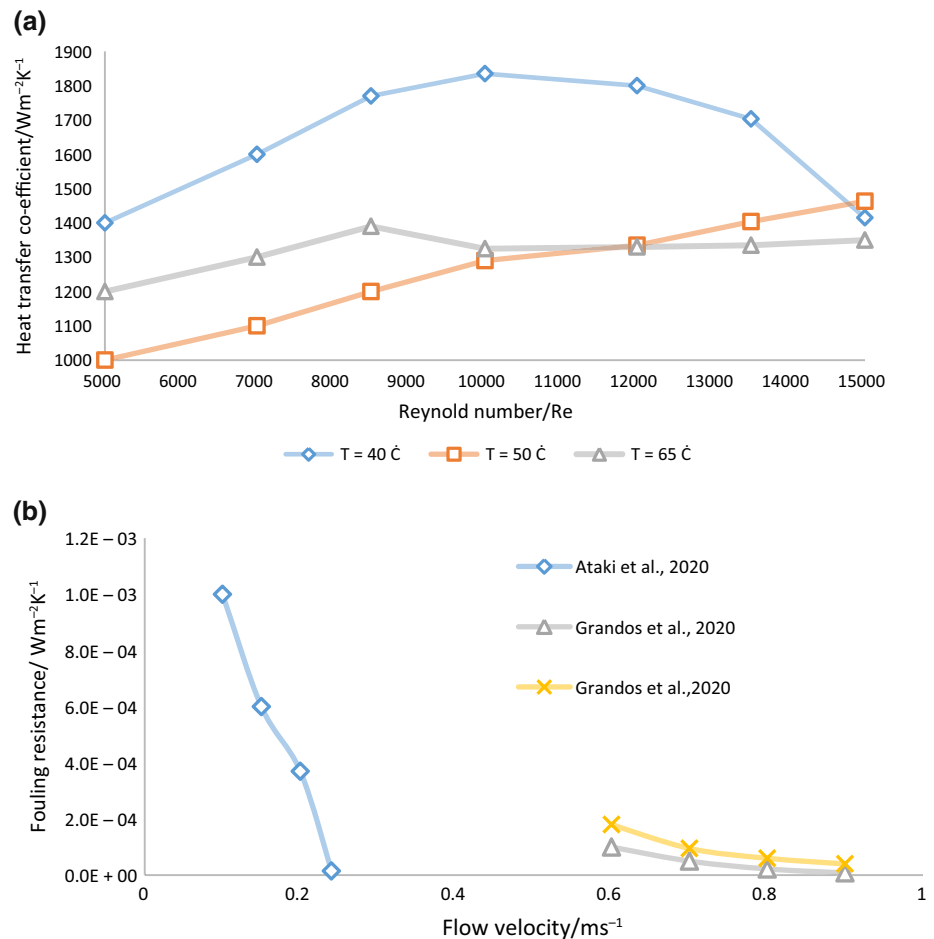 (a)
Heat transfer co-efficient/Wm⁻²K⁻¹
1900
1800
1700
1600
1500
1400
1300
1200
1100
1000
5000 6000 7000 8000 9000 10000 11000 12000 13000 14000 15000
Reynold number/Re
T = 40 Ċ T = 50 Ċ T = 65 Ċ
(b)
Fouling resistance/ Wm⁻²K⁻¹
1.2E – 03
1.0E – 03
8.0E – 04
6.0E – 04
4.0E – 04
2.0E – 04
0.0E + 00
Ataki et al., 2020
Grandos et al., 2020
Grandos et al.,2020
0 0.2 0.4 0.6 0.8 1
Flow velocity/ms⁻¹